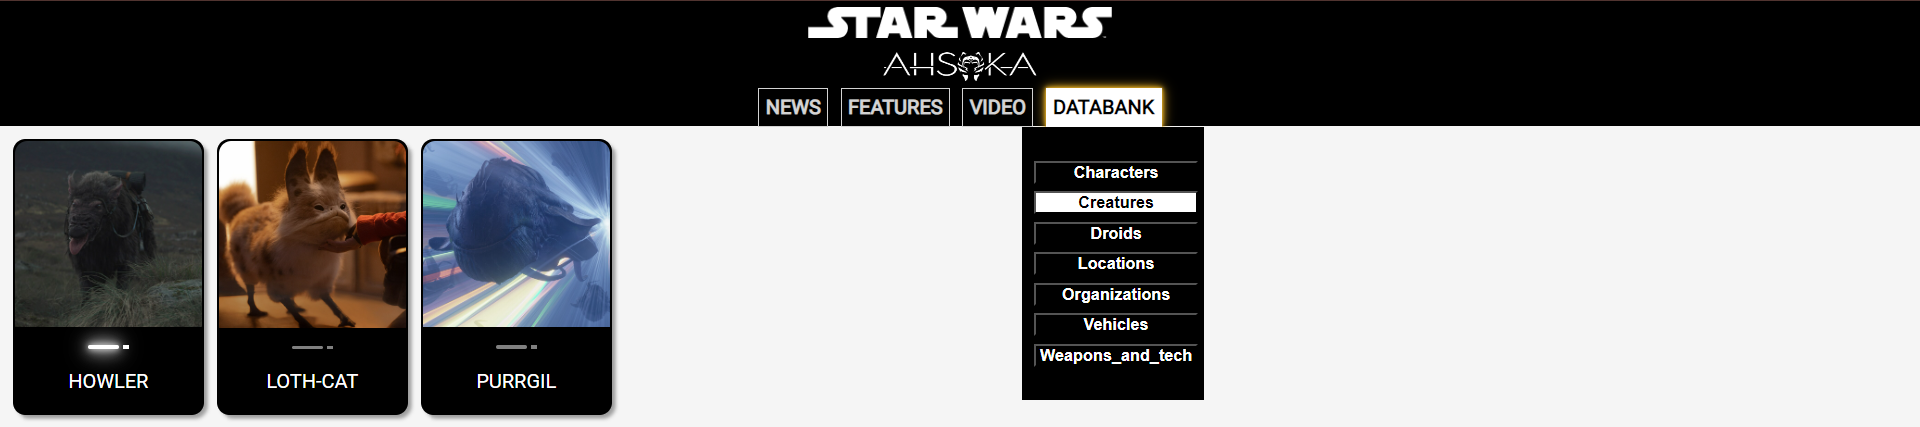 STAR WARS
AHSOKA
NEWS FEATURES VIDEO DATABANK
Characters
Creatures
Droids
Locations
Organizations
Vehicles
Weapons_and_tech
HOWLER LOTH-CAT PURRGIL